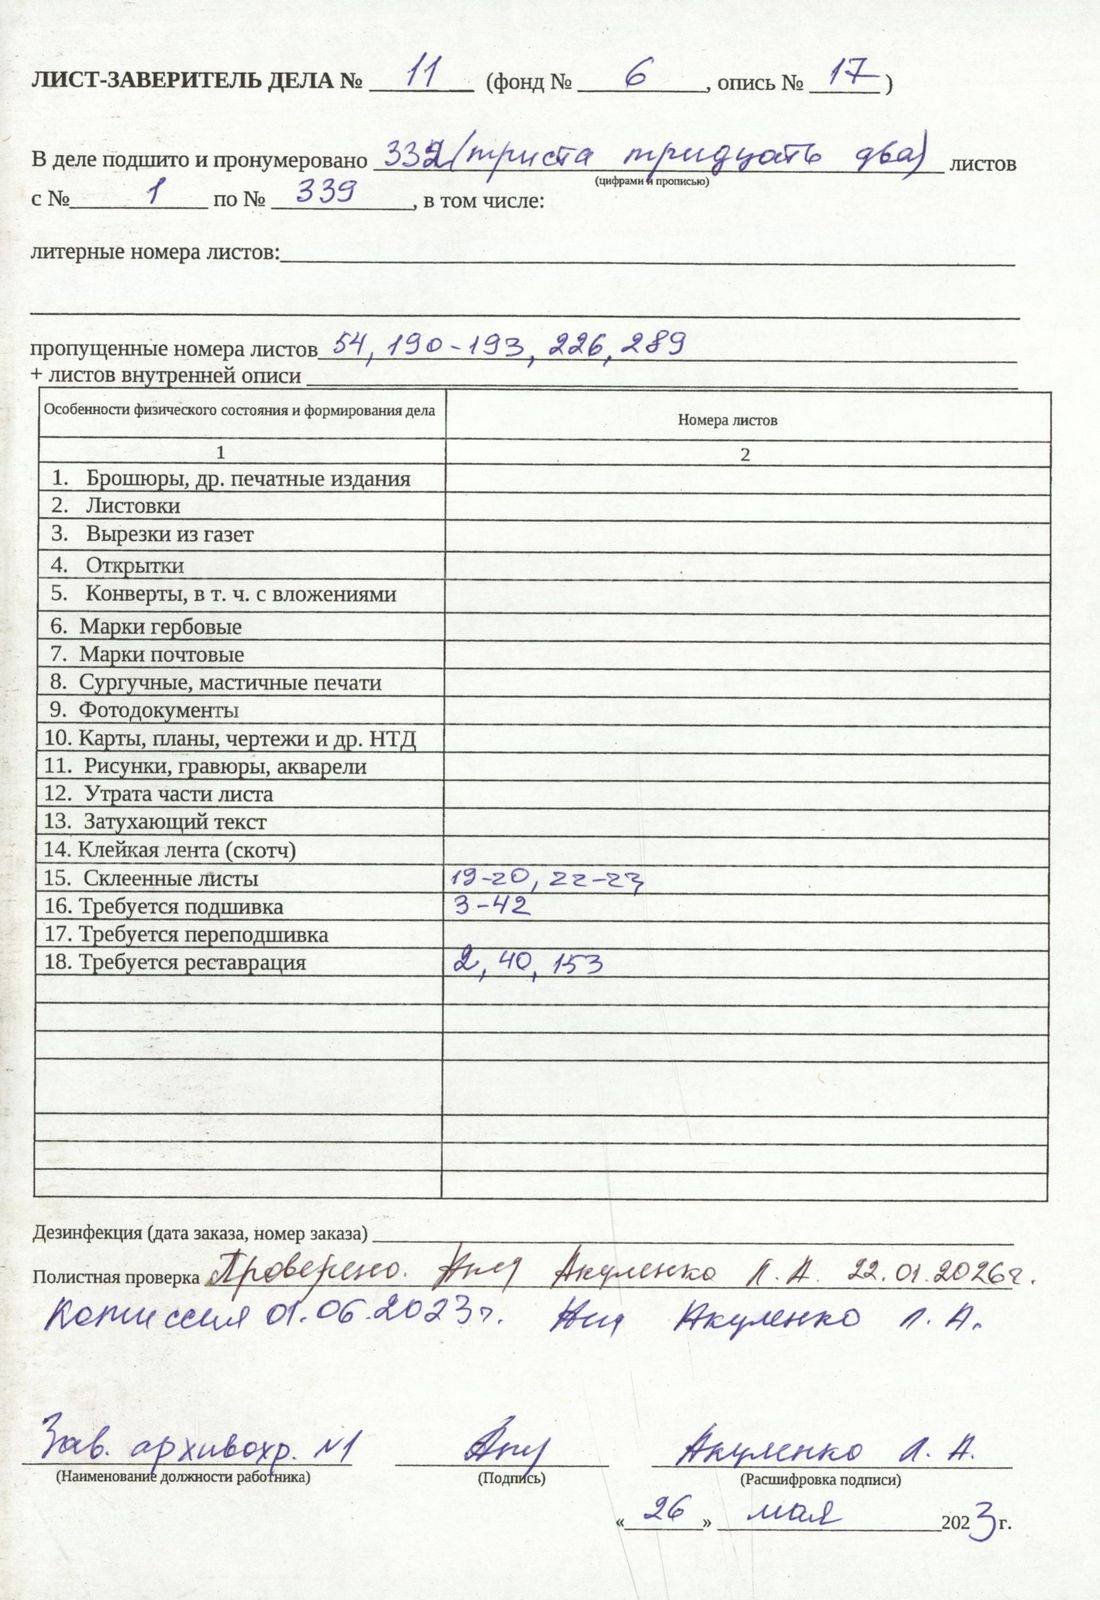 ЛИСТ-ЗАВЕРИТЕЛЬ ДЕЛА № 11 (фонд № 6, опись № 17)
В деле подшито и пронумеровано 332 (триста тридцать два) листов
(цифрами и прописью)
с № 1 по № 339, в том числе:
литерные номера листов:
пропущенные номера листов 54, 190-193, 226, 289
+ листов внутренней описи
Особенности физического состояния и формирования дела Номера листов
1 2
1. Брошюры, др. печатные издания
2. Листовки
3. Вырезки из газет
4. Открытки
5. Конверты, в т. ч. с вложениями
6. Марки гербовые
7. Марки почтовые
8. Сургучные, мастичные печати
9. Фотодокументы
10. Карты, планы, чертежи и др. НТД
11. Рисунки, гравюры, акварели
12. Утрата части листа
13. Затухающий текст
14. Клейкая лента (скотч)
15. Склеенные листы 19-20, 22-23
16. Требуется подшивка 3-42
17. Требуется переподшивка
18. Требуется реставрация 2, 40, 153
Дезинфекция (дата заказа, номер заказа)
Полистная проверка Проверено. Акуленко Л. А. 22.01.2026г.
Комиссия 01.06.2023г. Акуленко Л. А.
Зав. архивохр. №1 Акуленко Л. А.
(Наименование должности работника) (Подпись) (Расшифровка подписи)
«26» мая 2023 г.